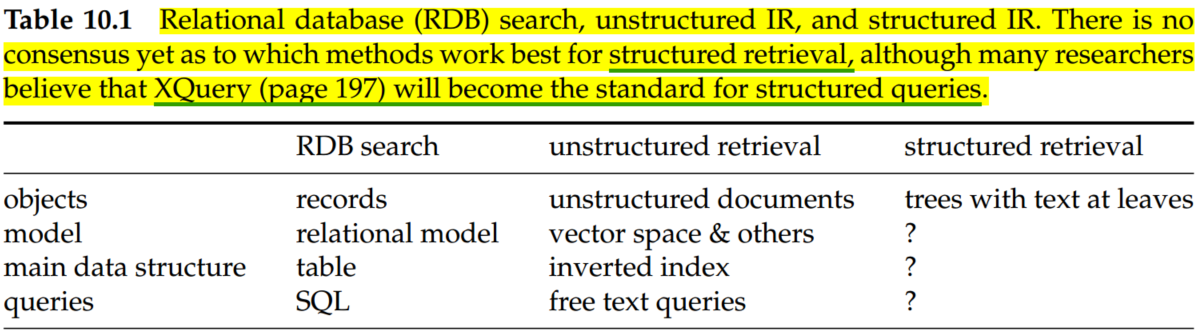 Table 10.1 Relational database (RDB) search, unstructured IR, and structured IR. There is no
consensus yet as to which methods work best for structured retrieval, although many researchers
believe that XQuery (page 197) will become the standard for structured queries.
RDB search unstructured retrieval structured retrieval
objects records unstructured documents trees with text at leaves
model relational model vector space & others ?
main data structure table inverted index ?
queries SQL free text queries ?